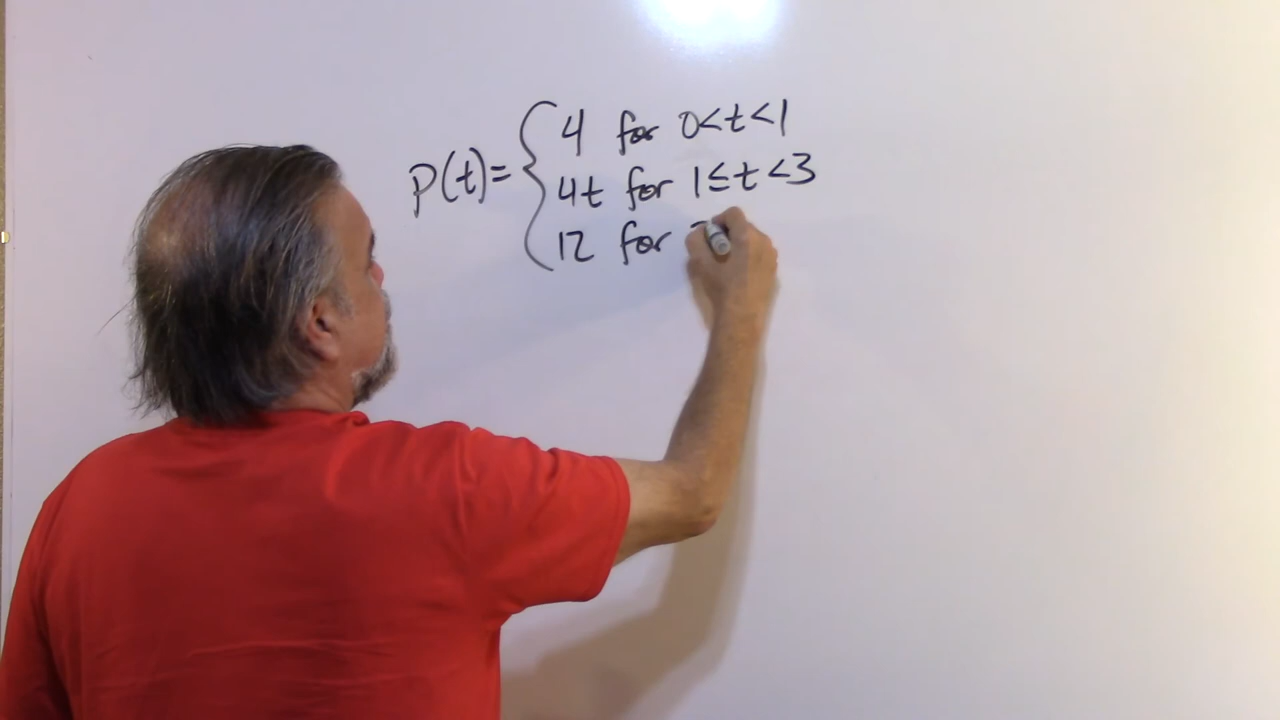 p(t)= { 4 for 0<t<1
4t for 1≤t<3
12 for